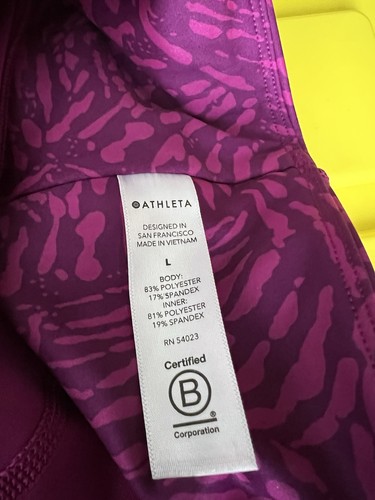 ATHLETA
DESIGNED IN
SAN FRANCISCO
MADE IN VIETNAM
L
BODY:
83% POLYESTER
17% SPANDEX
INNER:
81% POLYESTER
19% SPANDEX
RN 54023
Certified
B
®
Corporation